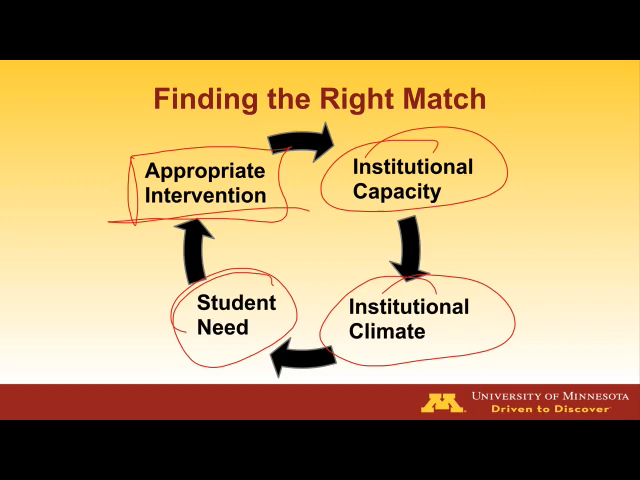 Finding the Right Match
Appropriate
Intervention
Institutional
Capacity
Student
Need
Institutional
Climate
M
UNIVERSITY OF MINNESOTA
Driven to Discover